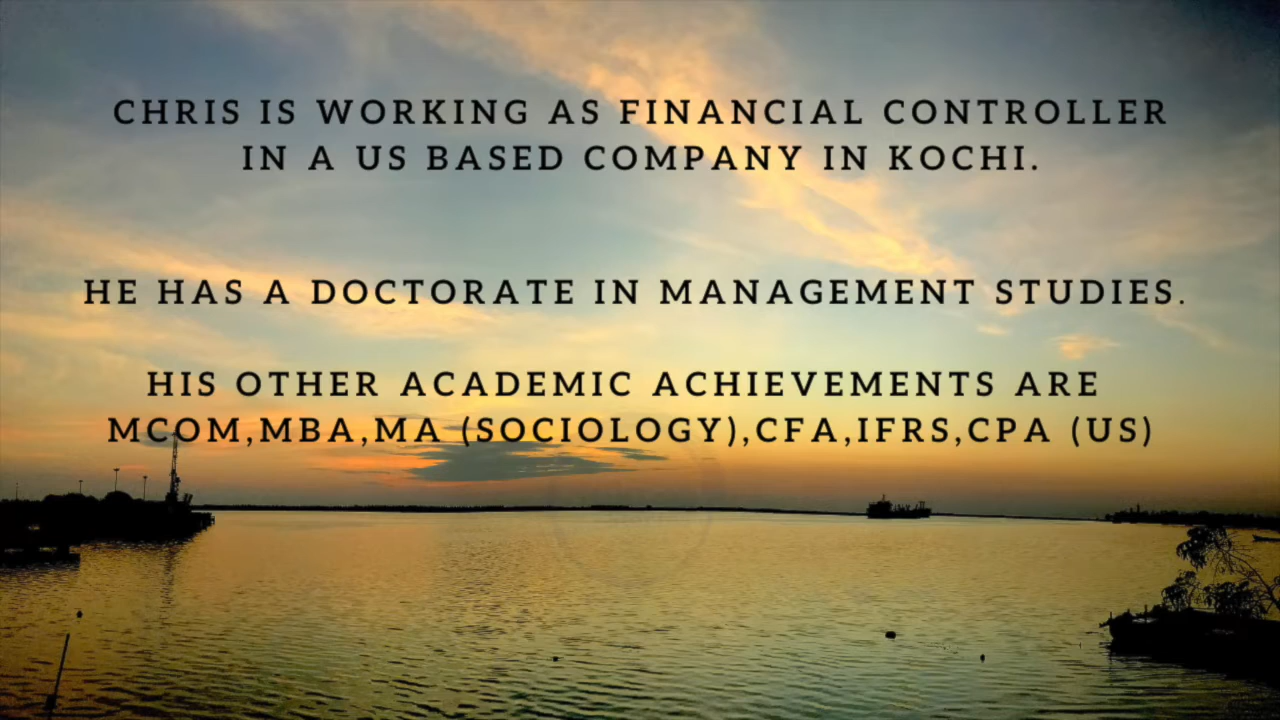 CHRIS IS WORKING AS FINANCIAL CONTROLLER
IN A US BASED COMPANY IN KOCHI.
HE HAS A DOCTORATE IN MANAGEMENT STUDIES.
HIS OTHER ACADEMIC ACHIEVEMENTS ARE
MCOM,MBA,MA (SOCIOLOGY),CFA,IFRS,CPA (US)